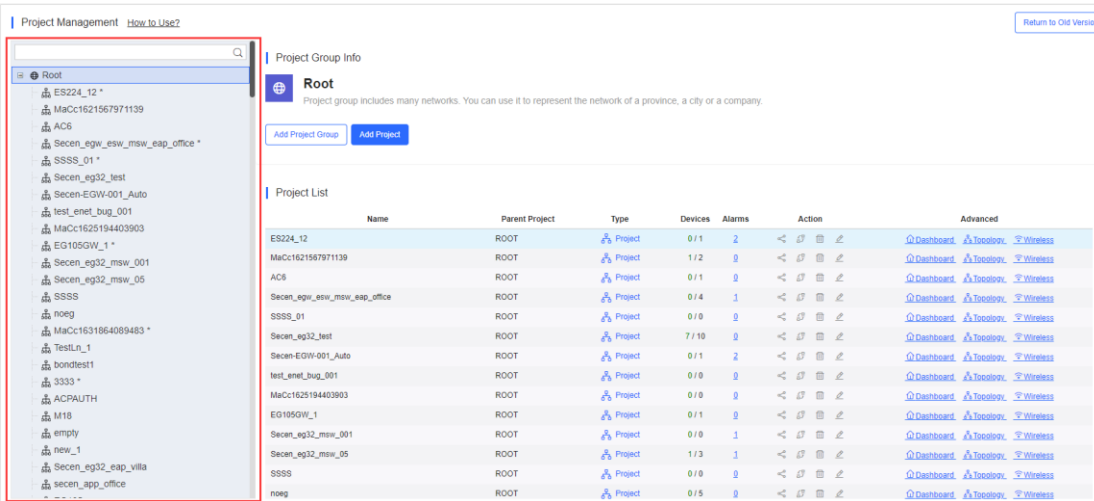 Project Management How to Use?
Return to Old Versio
Root
ES224_12 *
MaCc1621567971139
AC6
Secen_egw_esw_msw_eap_office *
SSSS_01 *
Secen_eg32_test
Secen-EGW-001_Auto
test_enet_bug_001
MaCc1625194403903
EG105GW_1 *
Secen_eg32_msw_001
Secen_eg32_msw_05
SSSS
noeg
MaCc1631864089483 *
TestLn_1
bondtest1
3333 *
ACPAUTH
M18
empty
new_1
Secen_eg32_eap_villa
secen_app_office
Project Group Info
Root
Project group includes many networks. You can use it to represent the network of a province, a city or a company.
Add Project Group Add Project
Project List
Name Parent Project Type Devices Alarms Action Advanced
ES224_12 ROOT Project 0 / 1 2 Dashboard Topology Wireless
MaCc1621567971139 ROOT Project 1 / 2 0 Dashboard Topology Wireless
AC6 ROOT Project 0 / 1 0 Dashboard Topology Wireless
Secen_egw_esw_msw_eap_office ROOT Project 0 / 4 1 Dashboard Topology Wireless
SSSS_01 ROOT Project 0 / 0 0 Dashboard Topology Wireless
Secen_eg32_test ROOT Project 7 / 10 0 Dashboard Topology Wireless
Secen-EGW-001_Auto ROOT Project 0 / 1 2 Dashboard Topology Wireless
test_enet_bug_001 ROOT Project 0 / 0 0 Dashboard Topology Wireless
MaCc1625194403903 ROOT Project 0 / 0 0 Dashboard Topology Wireless
EG105GW_1 ROOT Project 0 / 1 0 Dashboard Topology Wireless
Secen_eg32_msw_001 ROOT Project 0 / 0 1 Dashboard Topology Wireless
Secen_eg32_msw_05 ROOT Project 1 / 3 1 Dashboard Topology Wireless
SSSS ROOT Project 0 / 0 0 Dashboard Topology Wireless
noeg ROOT Project 0 / 5 0 Dashboard Topology Wireless